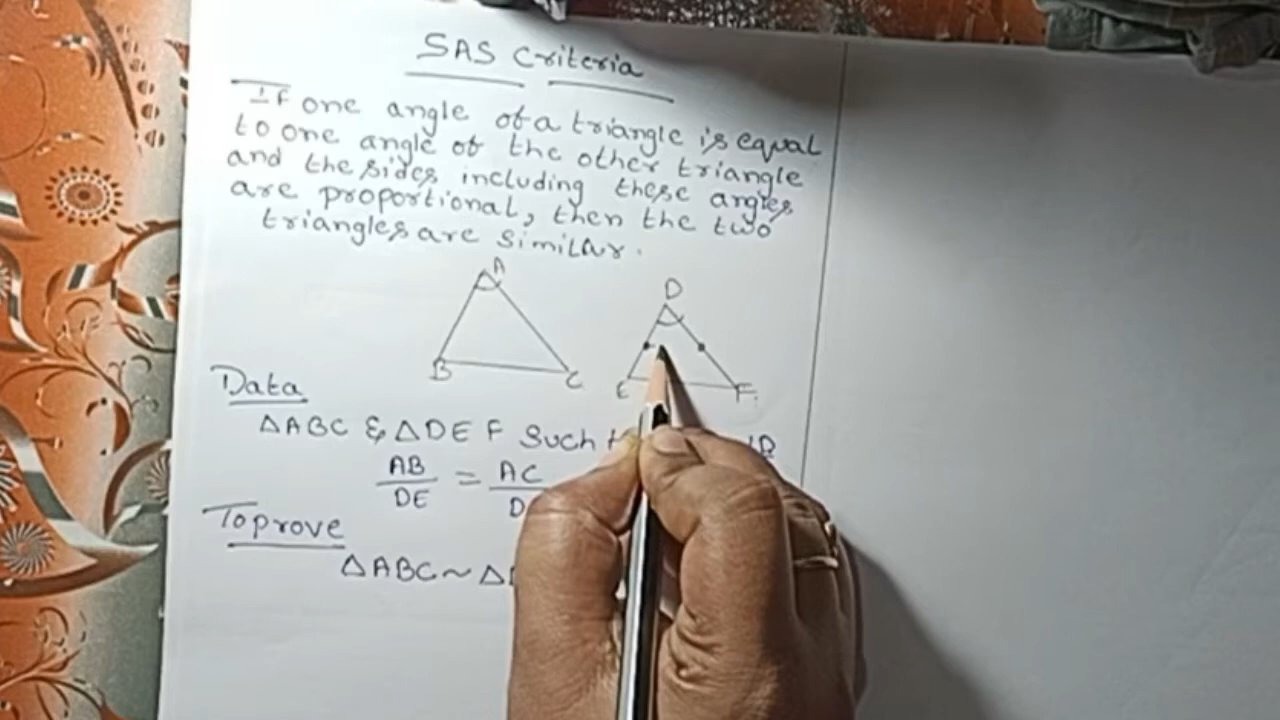 SAS Criteria
If one angle of a triangle is equal
to one angle of the other triangle
and the sides including these angles
are proportional, then the two
triangles are similar.
A
D
B
C
E
F
Data
△ABC & △DEF Such
AB/DE = AC
To prove
△ABC ~ △